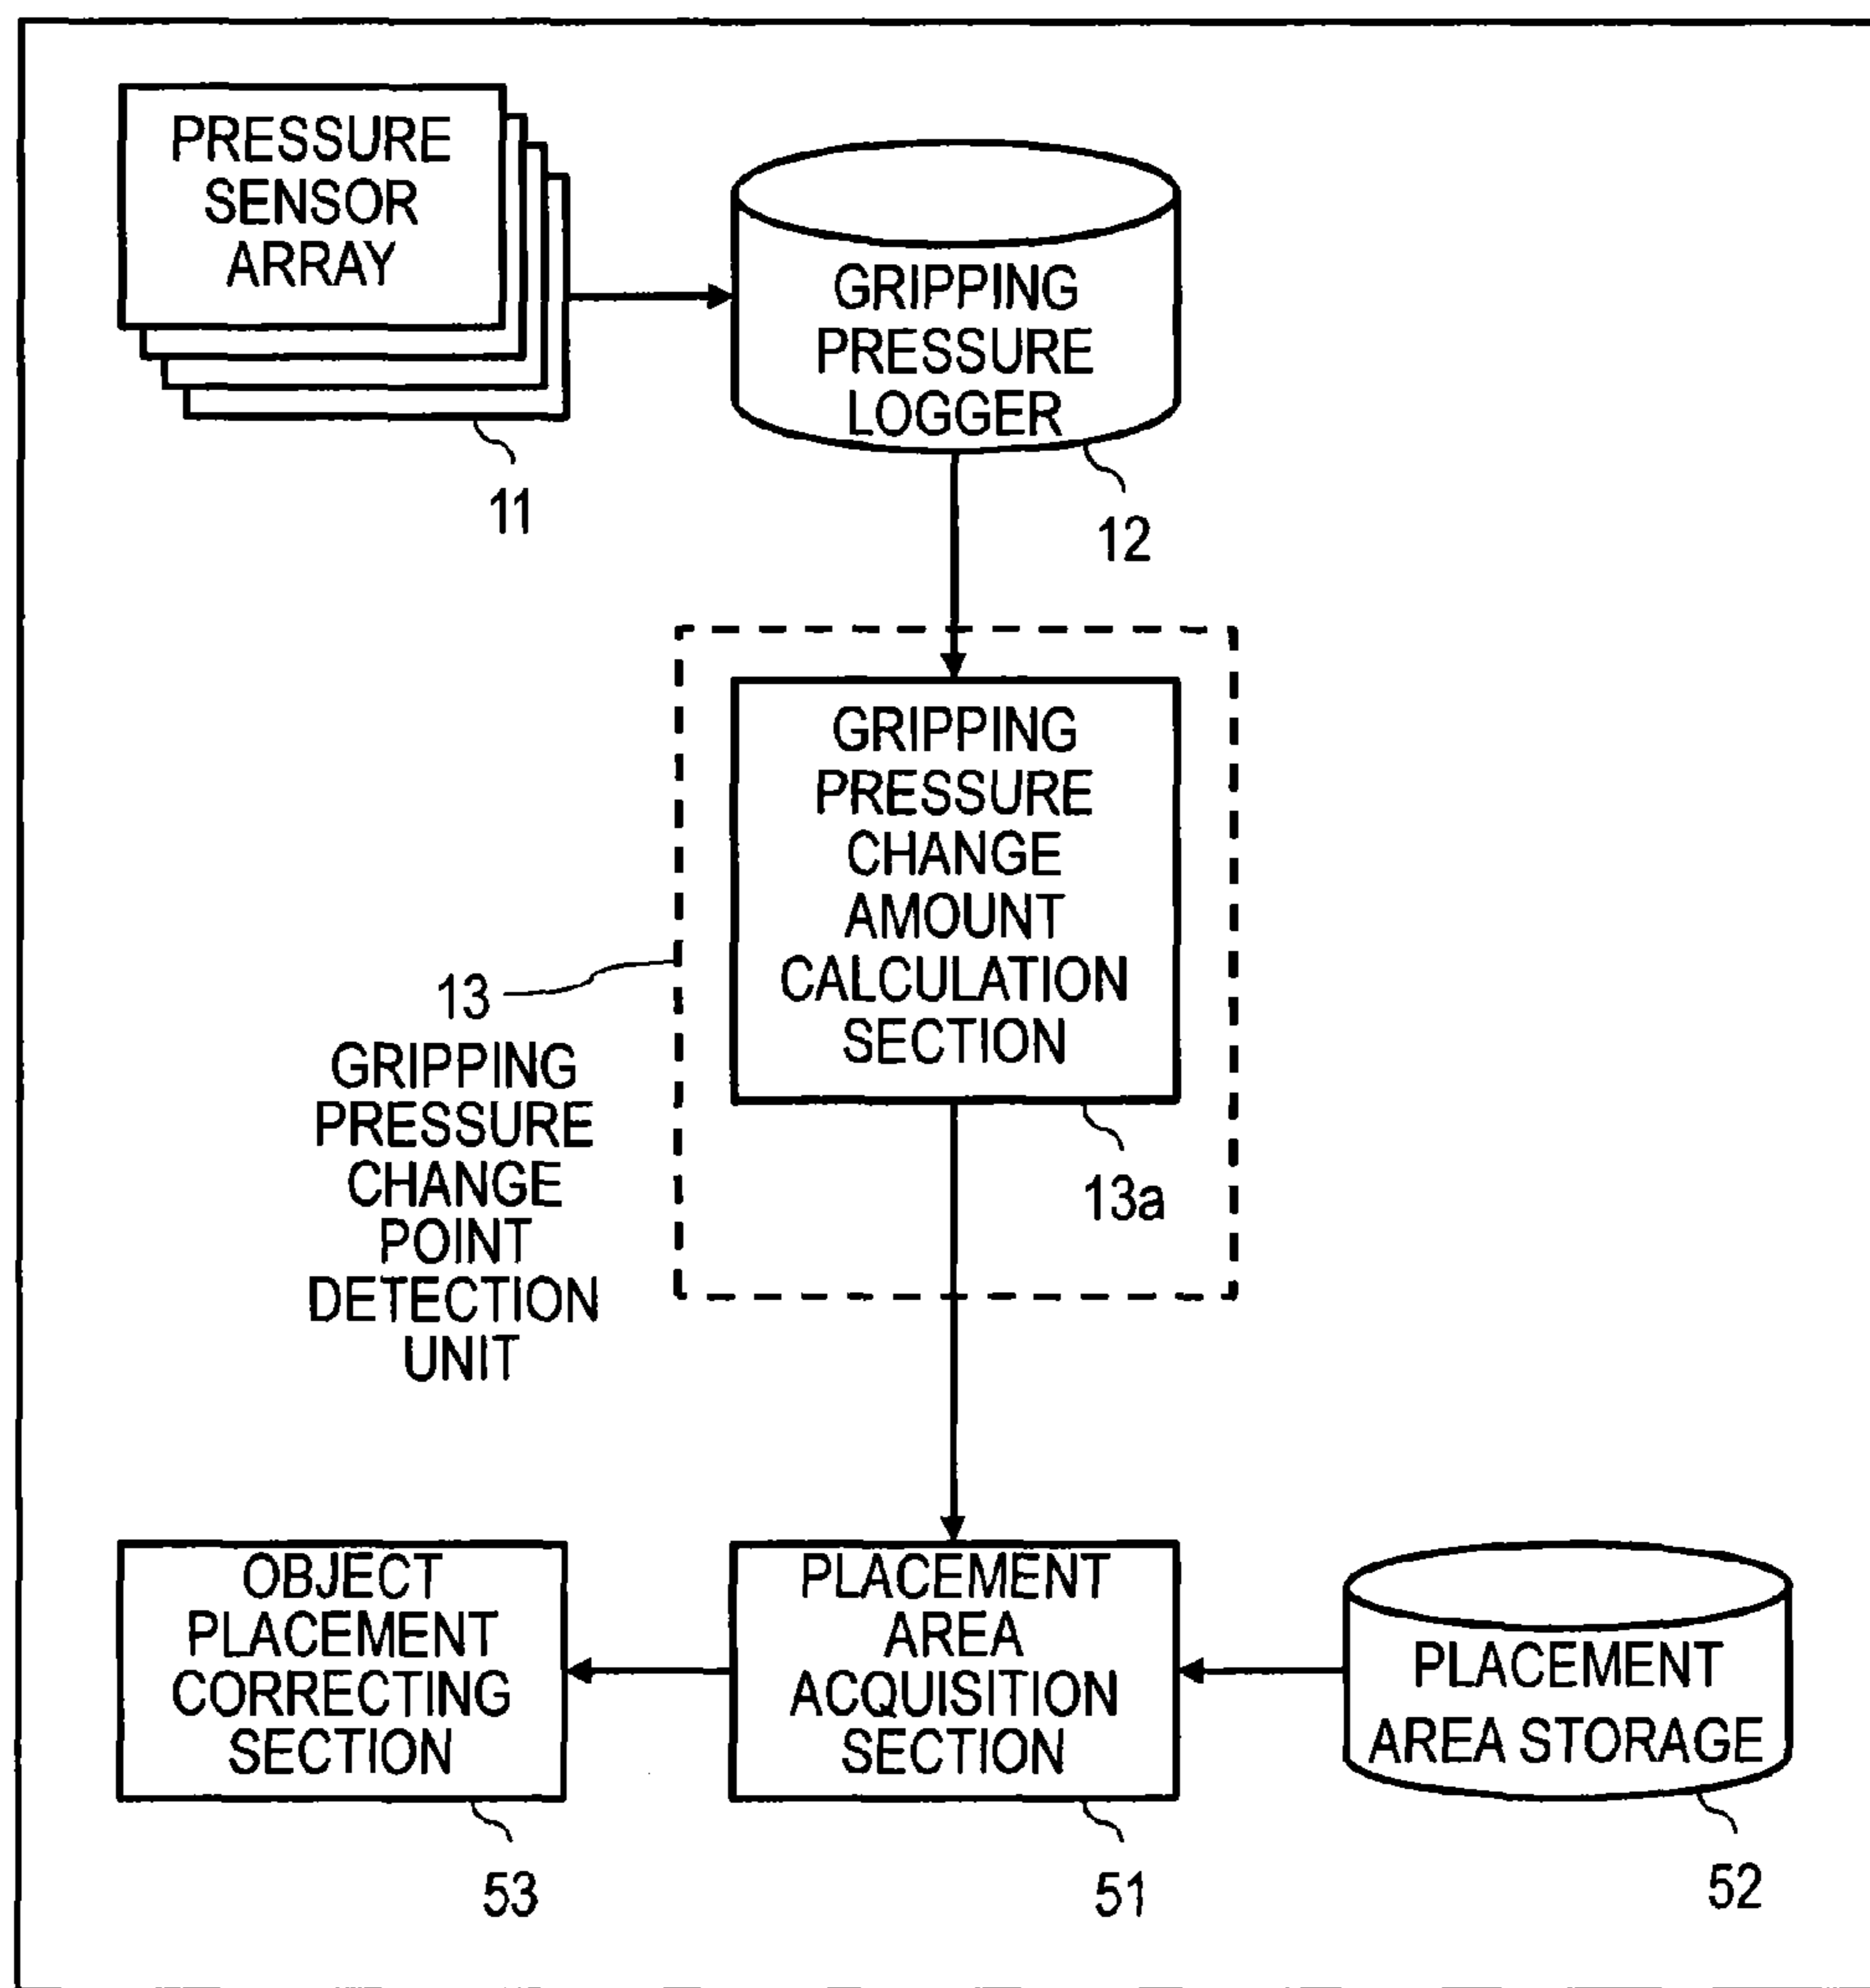 PRESSURE
SENSOR
ARRAY
11
GRIPPING
PRESSURE
LOGGER
12
GRIPPING
PRESSURE
CHANGE
AMOUNT
CALCULATION
SECTION
13a
13
GRIPPING
PRESSURE
CHANGE
POINT
DETECTION
UNIT
OBJECT
PLACEMENT
CORRECTING
SECTION
53
PLACEMENT
AREA
ACQUISITION
SECTION
51
PLACEMENT
AREA STORAGE
52